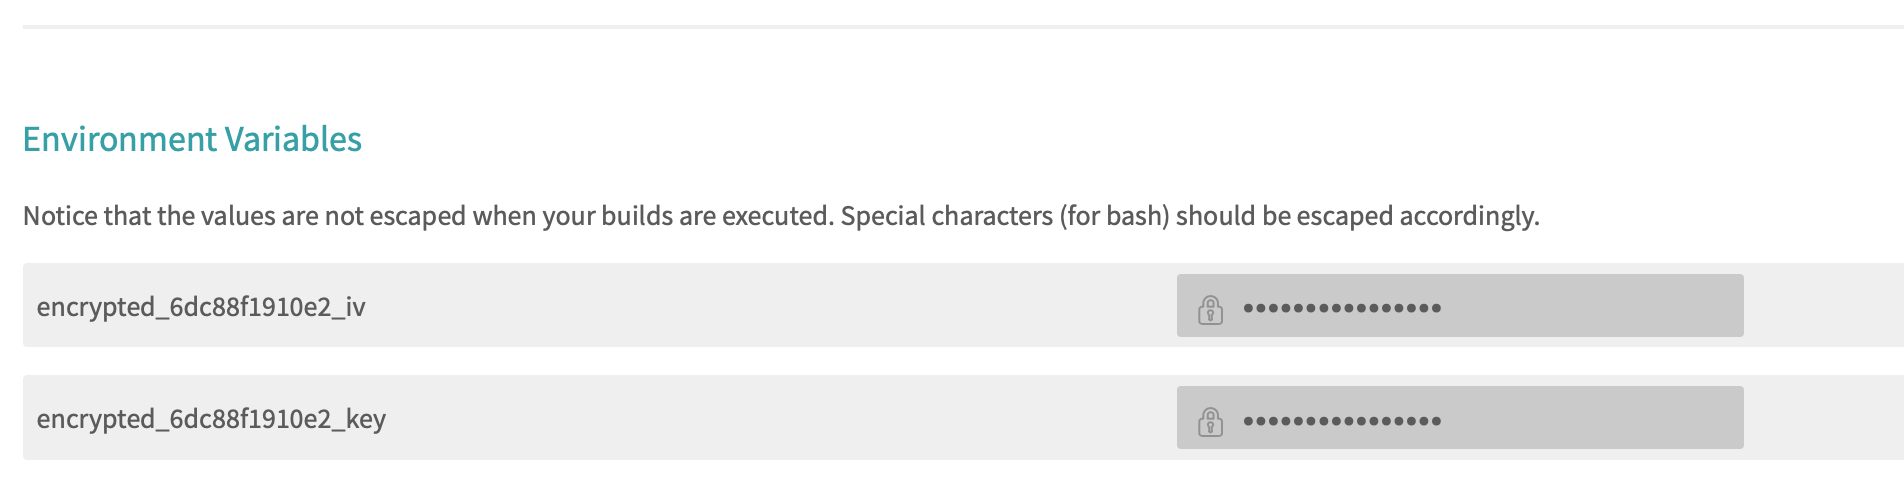 Environment Variables
Notice that the values are not escaped when your builds are executed. Special characters (for bash) should be escaped accordingly.
encrypted_6dc88f1910e2_iv ••••••••••••••••
encrypted_6dc88f1910e2_key ••••••••••••••••